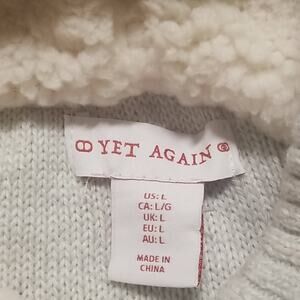 YET AGAIN
US: L
CA: L/G
UK: L
EU: L
AU: L
MADE IN
CHINA